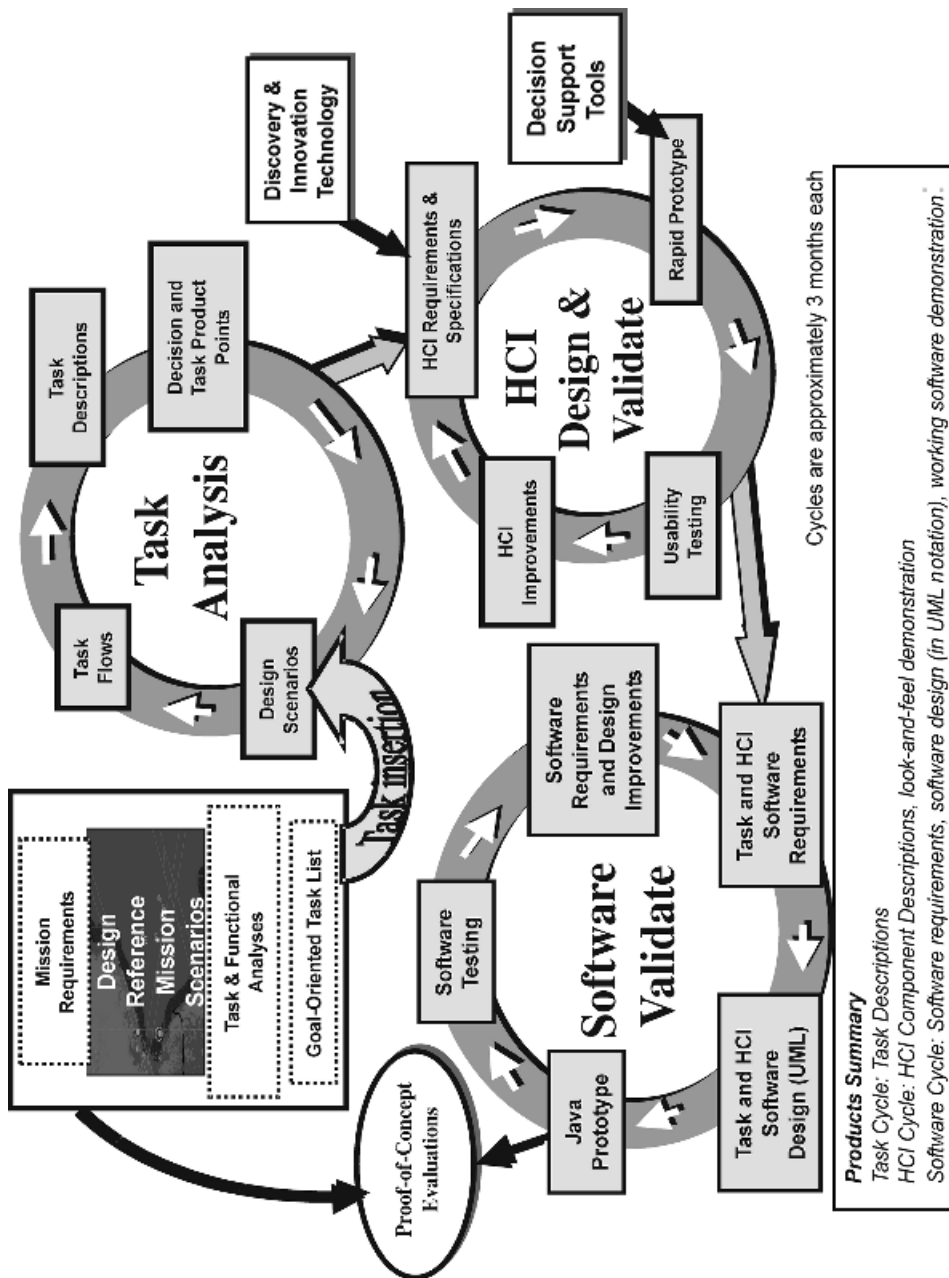 Mission
Requirements
Design
Reference
Mission
Scenarios
Task & Functional
Analyses
Goal-Oriented Task List
Task insertion
Proof-of-Concept
Evaluations
Task
Analysis
Design
Scenarios
Task
Flows
Task
Descriptions
Decision and
Task Product
Points
Discovery &
Innovation
Technology
HCI
Design &
Validate
HCI Requirements &
Specifications
Rapid Prototype
Decision
Support
Tools
Usability
Testing
HCI
Improvements
Software
Validate
Task and HCI
Software
Requirements
Task and HCI
Software
Design (UML)
Java
Prototype
Software
Testing
Software
Requirements
and Design
Improvements
Cycles are approximately 3 months each
Products Summary
Task Cycle: Task Descriptions
HCI Cycle: HCI Component Descriptions, look-and-feel demonstration
Software Cycle: Software requirements, software design (in UML notation), working software demonstration.